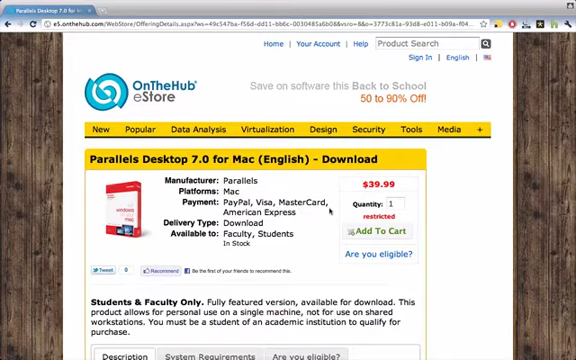 Parallels Desktop 7.0 for M
Home | Your Account | Help
Product Search
Sign In | English
OnTheHub®
eStore
Save on software this Back to School
50 to 90% Off!
New Popular Data Analysis Virtualization Design Security Tools Media +
Parallels Desktop 7.0 for Mac (English) - Download
Manufacturer: Parallels
Platforms: Mac
Payment: PayPal, Visa, MasterCard,
American Express
Delivery Type: Download
Available to: Faculty, Students
In Stock
$39.99
Quantity: 1
restricted
Add To Cart
Are you eligible?
windows
mac
Tweet 0 Recommend Be the first of your friends to recommend this.
Students & Faculty Only. Fully featured version, available for download. This
product allows for personal use on a single machine, not for use on shared
workstations. You must be a student of an academic institution to qualify for
purchase.
Description System Requirements Are you eligible?